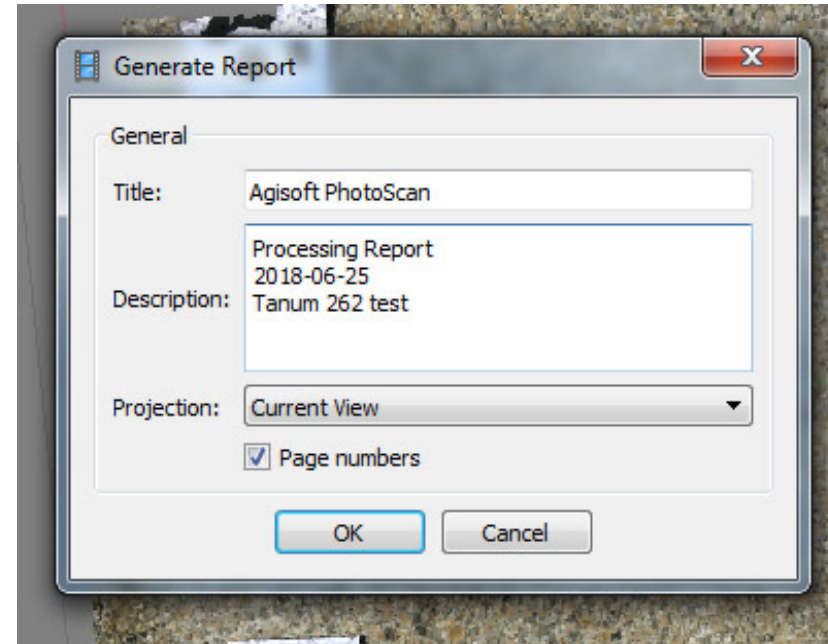 Generate Report
General
Title: Agisoft PhotoScan
Description: Processing Report
2018-06-25
Tanum 262 test
Projection: Current View
Page numbers
OK Cancel